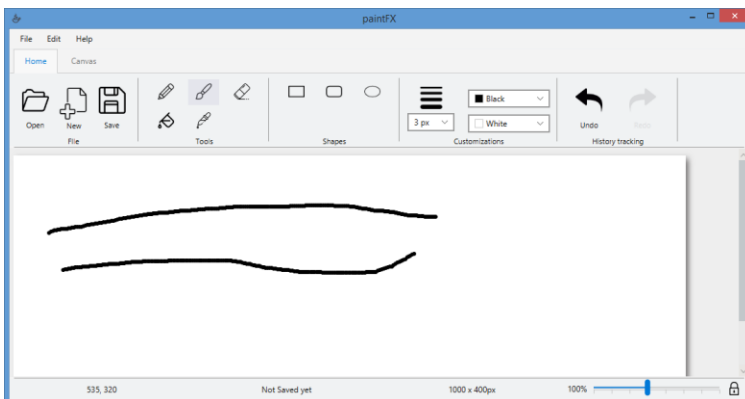 paintFX
File Edit Help
Home Canvas
Open New Save
3 px
Black
White
Undo Redo
File Tools Shapes Customizations History tracking
535, 320 Not Saved yet 1000 x 400px 100%